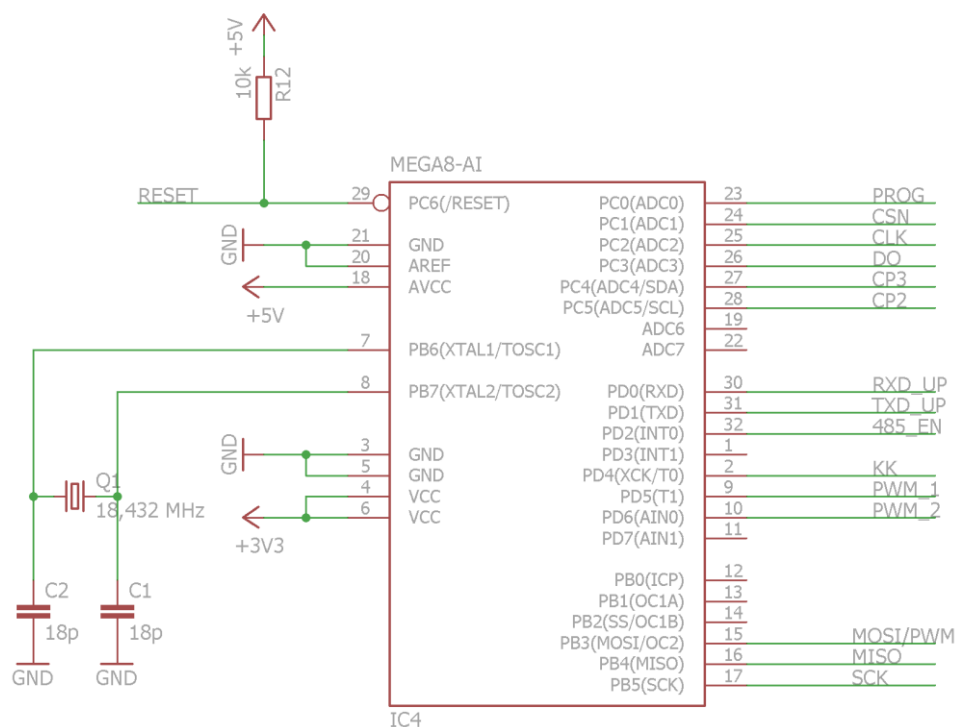 +5V
10k
R12
MEGA8-AI
RESET
29
PC6(/RESET)
GND
21
GND
20
AREF
18
AVCC
+5V
7
PB6(XTAL1/TOSC1)
8
PB7(XTAL2/TOSC2)
GND
3
GND
5
GND
4
VCC
6
VCC
+3V3
Q1
18,432 MHz
C2
18p
GND
C1
18p
GND
PC0(ADC0)
23
PROG
PC1(ADC1)
24
CSN
PC2(ADC2)
25
CLK
PC3(ADC3)
26
DO
PC4(ADC4/SDA)
27
CP3
PC5(ADC5/SCL)
28
CP2
ADC6
19
ADC7
22
PD0(RXD)
30
RXD_UP
PD1(TXD)
31
TXD_UP
PD2(INT0)
32
485_EN
PD3(INT1)
1
PD4(XCK/T0)
2
KK
PD5(T1)
9
PWM_1
PD6(AIN0)
10
PWM_2
PD7(AIN1)
11
PB0(ICP)
12
PB1(OC1A)
13
PB2(SS/OC1B)
14
PB3(MOSI/OC2)
15
MOSI/PWM
PB4(MISO)
16
MISO
PB5(SCK)
17
SCK
IC4